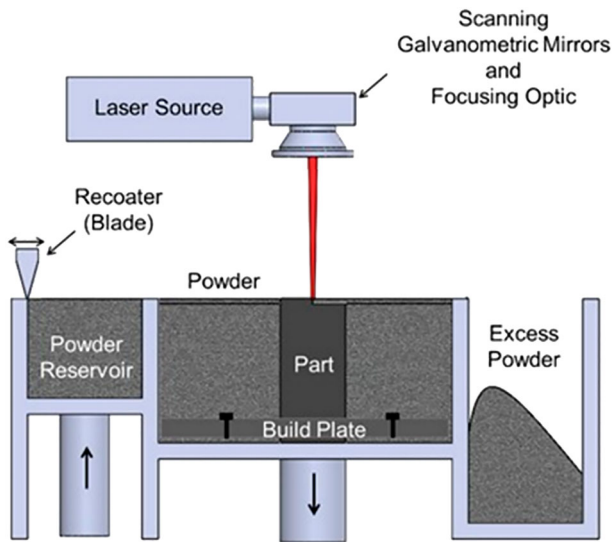 Scanning
Galvanometric Mirrors
and
Focusing Optic
Laser Source
Recoater
(Blade)
Powder
Powder
Reservoir
Part
Excess
Powder
Build Plate